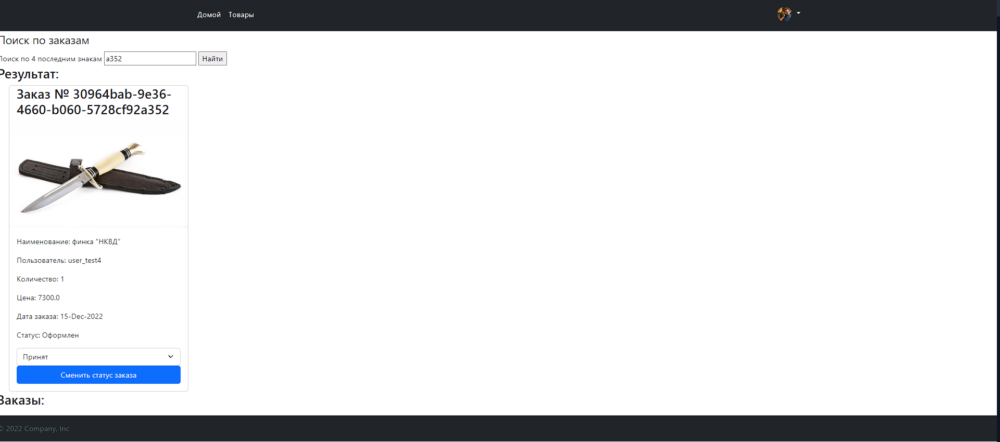 Домой Товары
Поиск по заказам
Поиск по 4 последним знакам a352 Найти
Результат:
Заказ № 30964bab-9e36-
4660-b060-5728cf92a352
Наименование: финка "НКВД"
Пользователь: user_test4
Количество: 1
Цена: 7300.0
Дата заказа: 15-Dec-2022
Статус: Оформлен
Принят
Сменить статус заказа
Заказы:
© 2022 Company, Inc